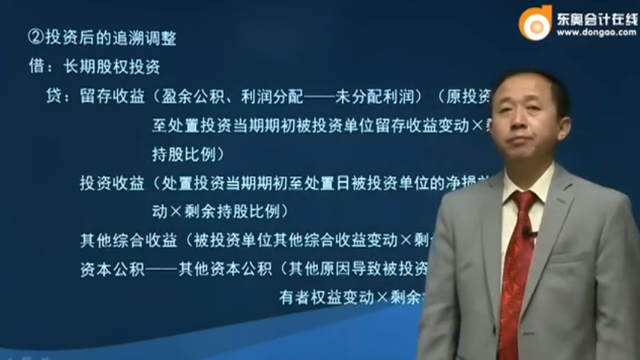 东奥会计在线
www.dongao.com
②投资后的追溯调整
借：长期股权投资
贷：留存收益（盈余公积、利润分配——未分配利润）（原投资
至处置投资当期期初被投资单位留存收益变动×剩
持股比例）
投资收益（处置投资当期期初至处置日被投资单位的净损
动×剩余持股比例）
其他综合收益（被投资单位其他综合收益变动×剩
资本公积——其他资本公积（其他原因导致被投资
有者权益变动×剩余